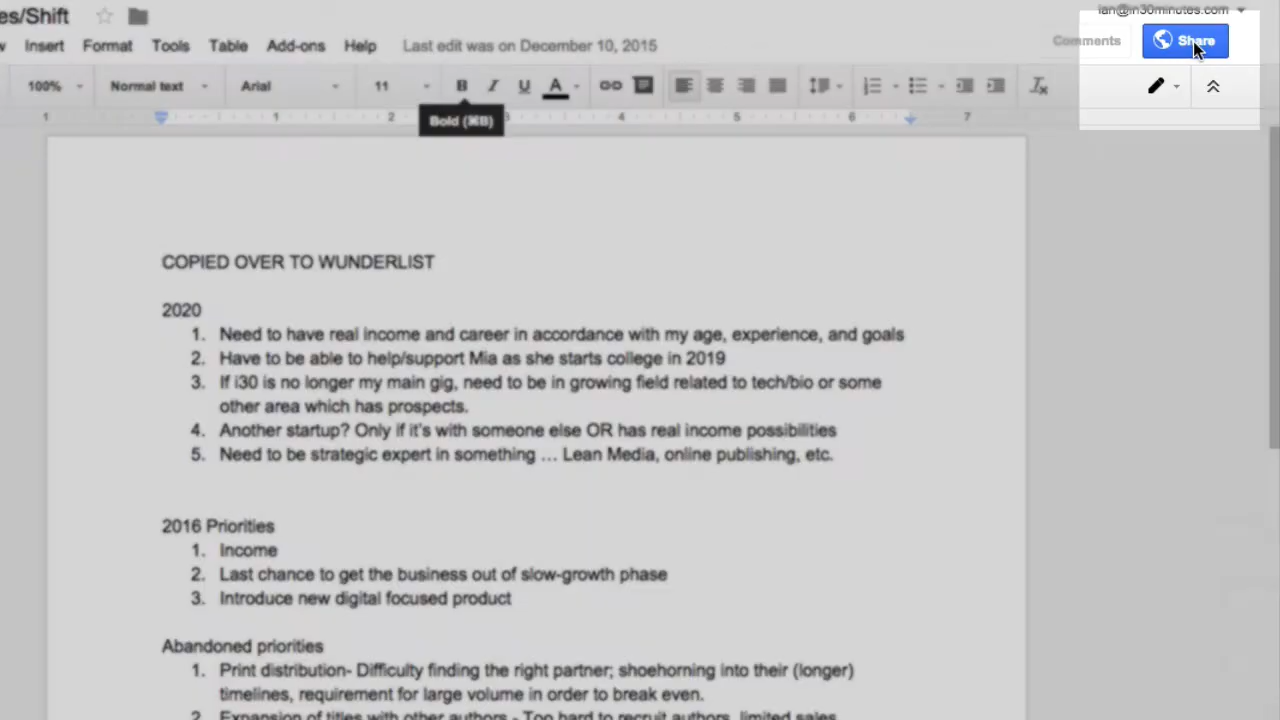 es/Shift
ian@in30minutes.com
Insert Format Tools Table Add-ons Help Last edit was on December 10, 2015
Comments Share
100% Normal text Arial 11 B I U A
1 1 2 3 4 5 6 7
Bold (⌘B)
COPIED OVER TO WUNDERLIST
2020
1. Need to have real income and career in accordance with my age, experience, and goals
2. Have to be able to help/support Mia as she starts college in 2019
3. If i30 is no longer my main gig, need to be in growing field related to tech/bio or some
other area which has prospects.
4. Another startup? Only if it's with someone else OR has real income possibilities
5. Need to be strategic expert in something ... Lean Media, online publishing, etc.
2016 Priorities
1. Income
2. Last chance to get the business out of slow-growth phase
3. Introduce new digital focused product
Abandoned priorities
1. Print distribution- Difficulty finding the right partner; shoehorning into their (longer)
timelines, requirement for large volume in order to break even.
2. Expansion of titles with other authors - Too hard to recruit authors, limited sales